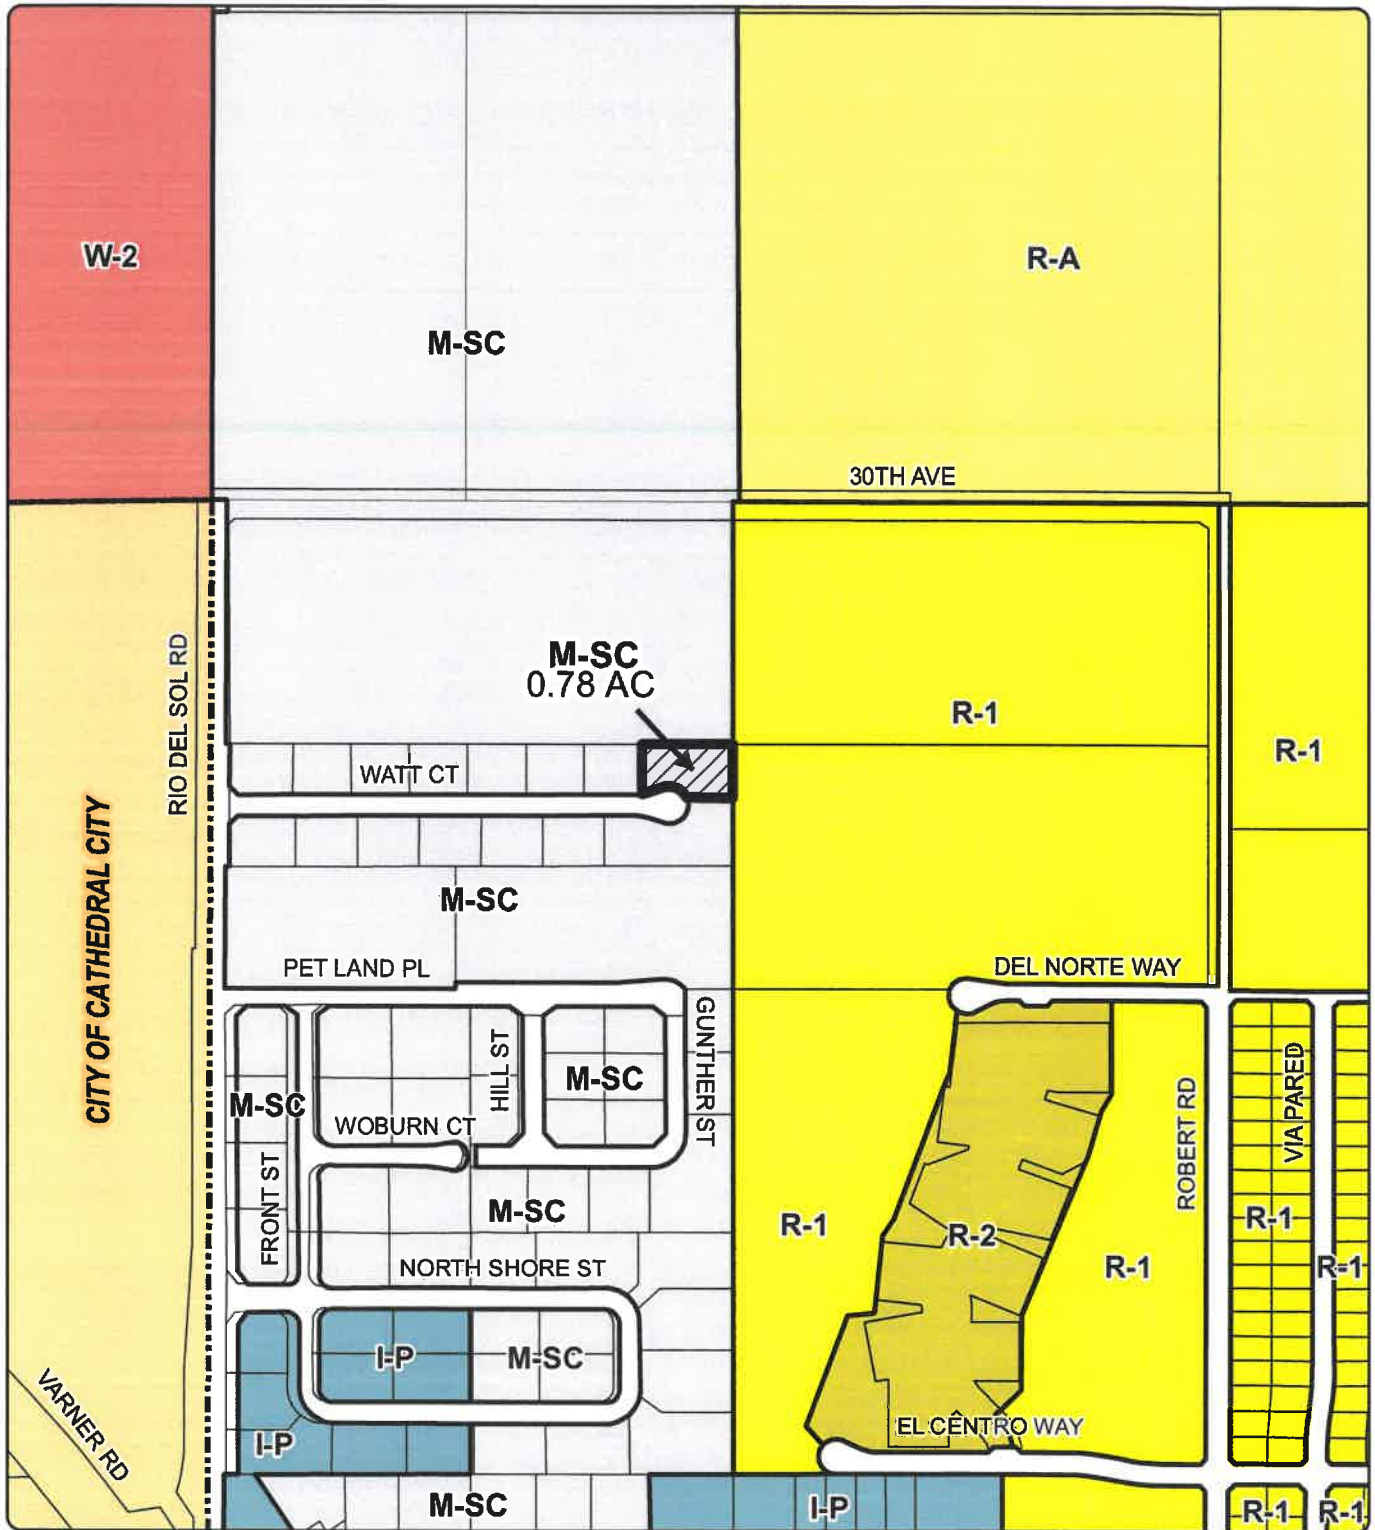 W-2
R-A
M-SC
30TH AVE
M-SC
0.78 AC
RIO DEL SOL RD
R-1
R-1
WATT CT
CITY OF CATHEDRAL CITY
M-SC
PET LAND PL
DEL NORTE WAY
GUNTHER ST
HILL ST
M-SC
VIA PARED
M-SC
WOBURN CT
ROBERT RD
FRONT ST
M-SC
R-1
R-2
R-1
R-1
R-1
NORTH SHORE ST
I-P
M-SC
VARNER RD
I-P
EL CENTRO WAY
M-SC
I-P
R-1
R-1